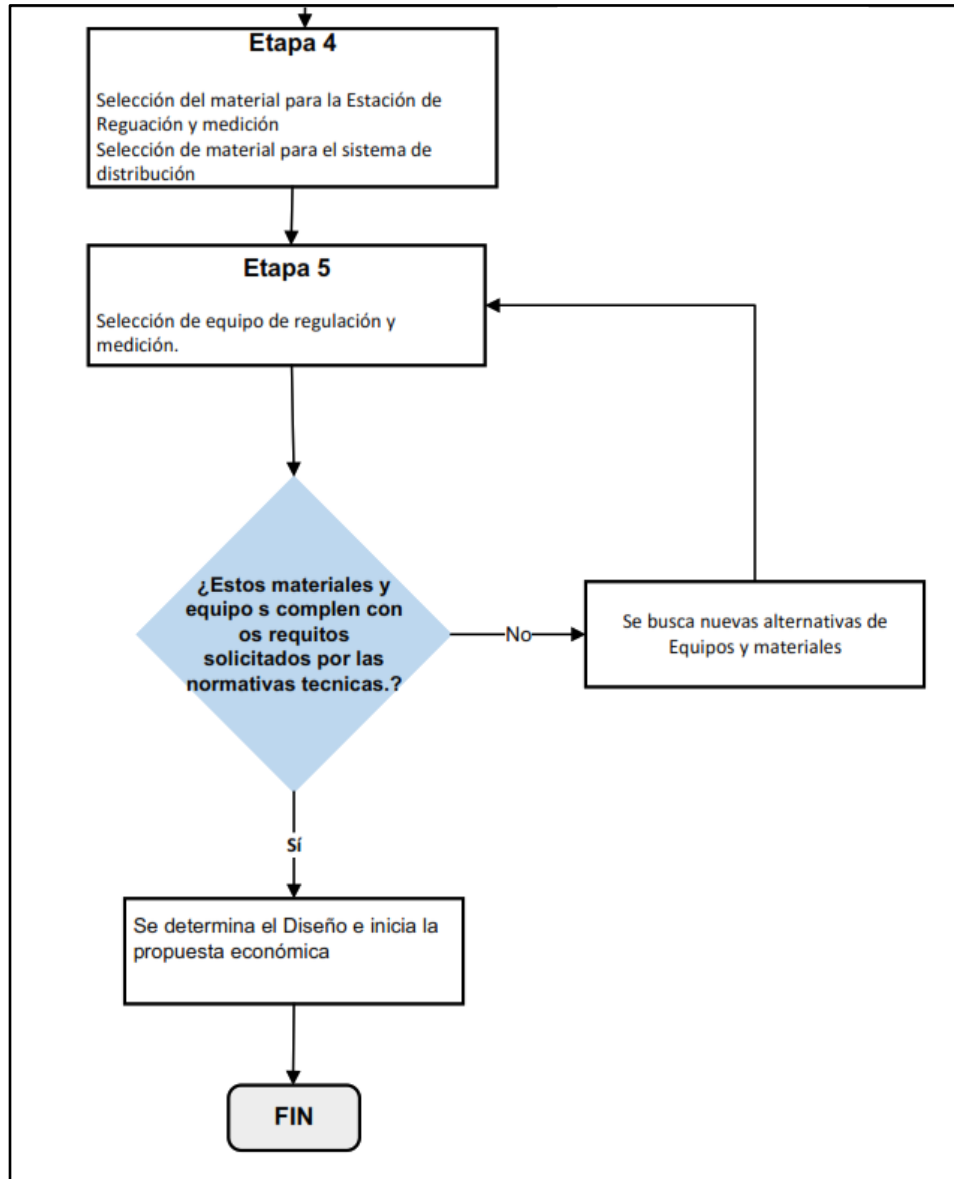 Etapa 4
Selección del material para la Estación de
Reguación y medición
Selección de material para el sistema de
distribución
Etapa 5
Selección de equipo de regulación y
medición.
¿Estos materiales y
equipo s complen con
os requitos
solicitados por las
normativas tecnicas.?
No
Se busca nuevas alternativas de
Equipos y materiales
Sí
Se determina el Diseño e inicia la
propuesta económica
FIN